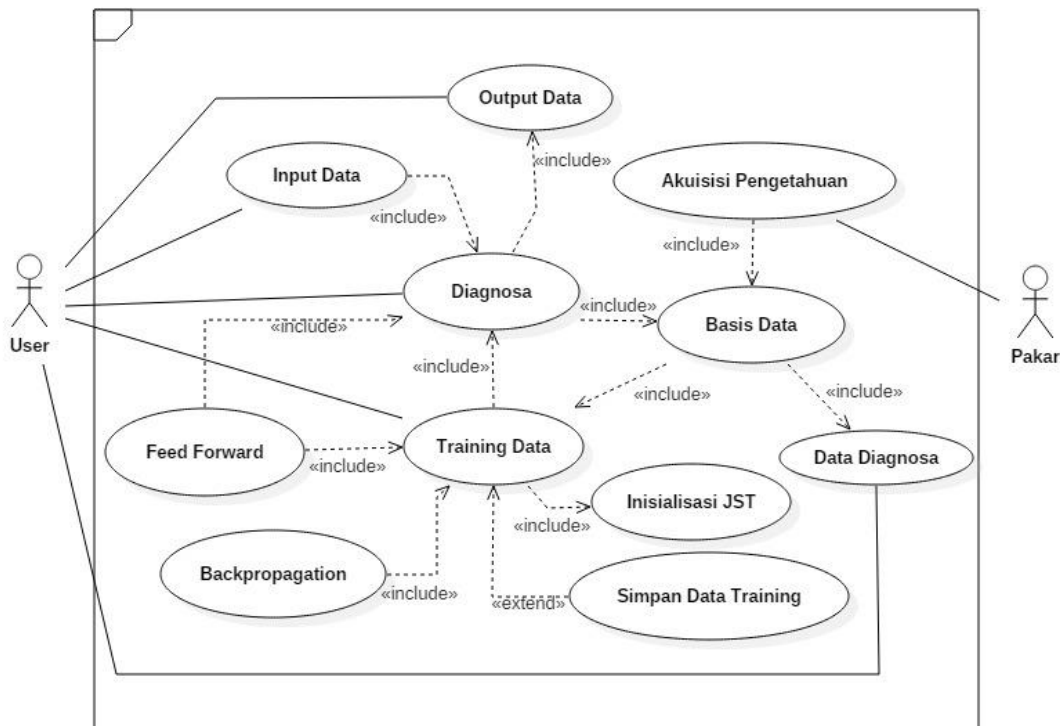 Output Data
«include»
Input Data
Akuisisi Pengetahuan
«include»
«include»
Diagnosa
«include»
Basis Data
«include»
User
Pakar
«include»
«include»
«include»
Feed Forward
Training Data
Data Diagnosa
«include»
Inisialisasi JST
«include»
Backpropagation
«include»
«extend»
Simpan Data Training